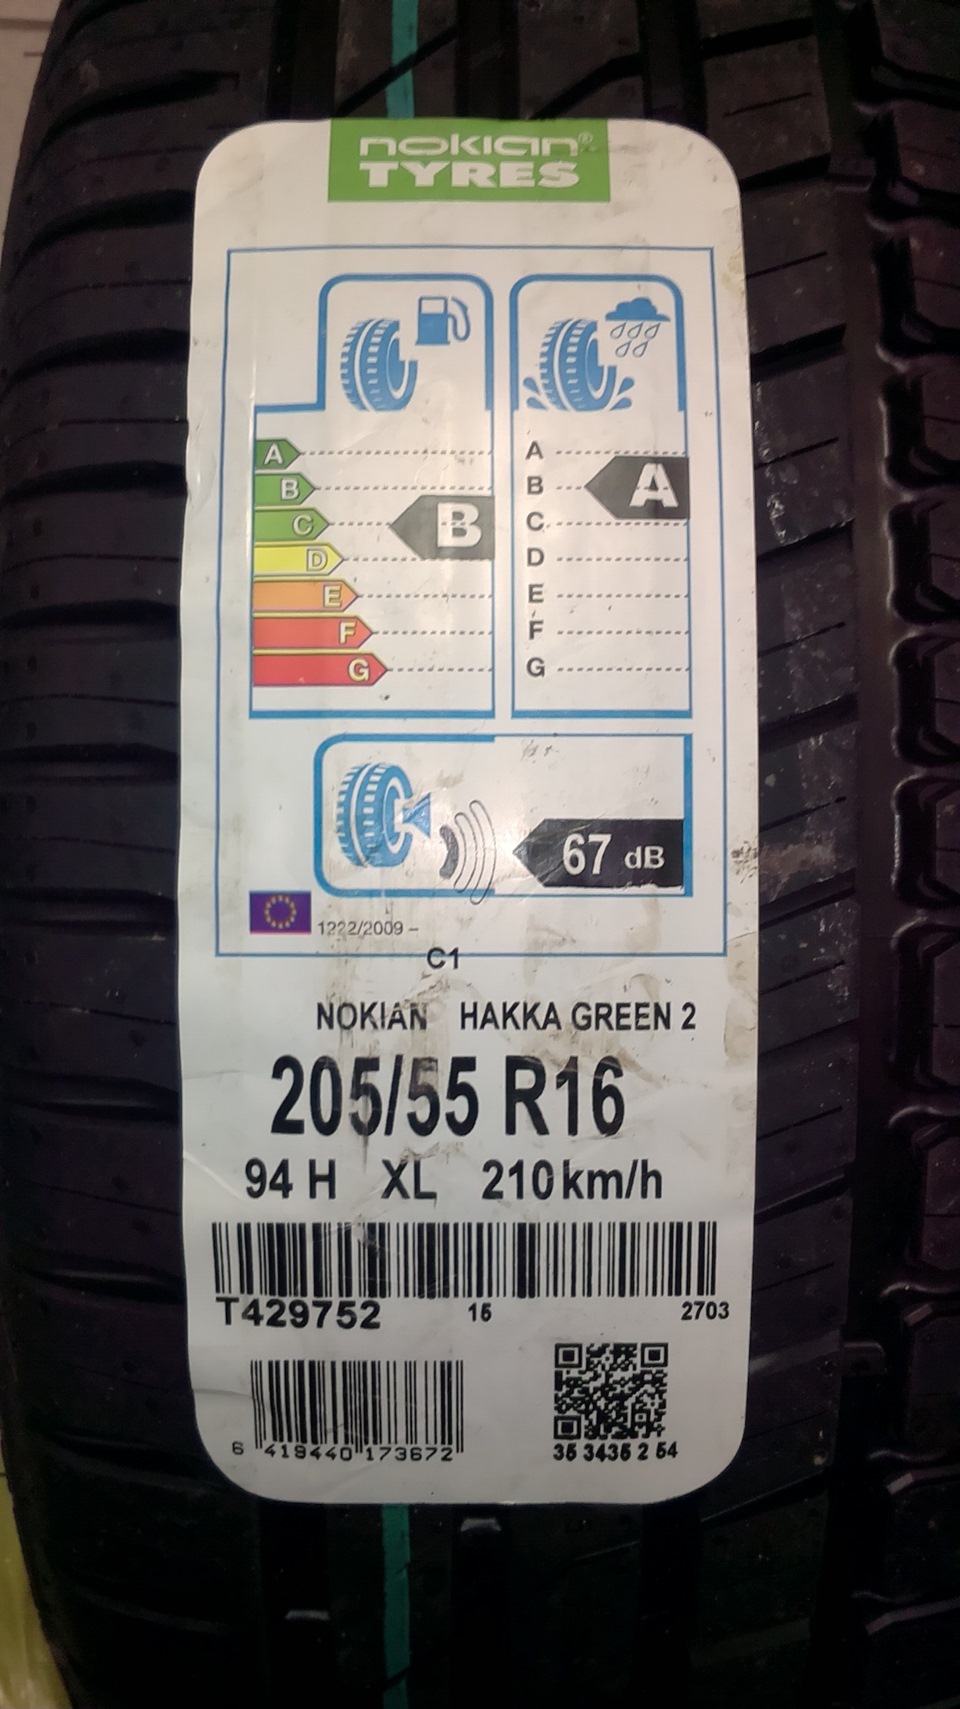 nokian®
TYRES
A
B
C
D
E
F
G
B
A
B
C
D
E
F
G
A
67 dB
1222/2009 –
C1
NOKIAN HAKKA GREEN 2
205/55 R16
94 H XL 210 km/h
T429752 15 2703
6 419440 173672
35 3435 2 54